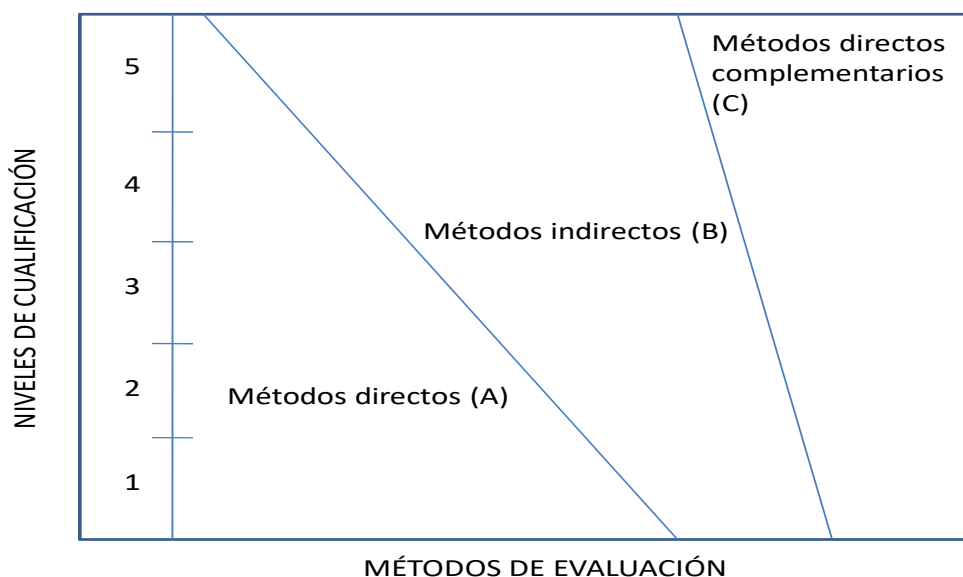 NIVELES DE CUALIFICACIÓN
5
4
3
2
1
Métodos directos
complementarios
(C)
Métodos indirectos (B)
Métodos directos (A)
MÉTODOS DE EVALUACIÓN